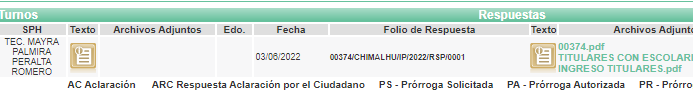 Turnos Respuestas
SPH Texto Archivos Adjuntos Edo. Fecha Folio de Respuesta Texto Archivos Adjun
TEC. MAYRA
PALMIRA
PERALTA
ROMERO
03/06/2022 00374/CHIMALHU/IP/2022/RSP/0001
00374.pdf
TITULARES CON ESCOLAR
INGRESO TITULARES.pdf
AC Aclaración ARC Respuesta Aclaración por el Ciudadano PS - Prórroga Solicitada PA - Prórroga Autorizada PR - Prórro